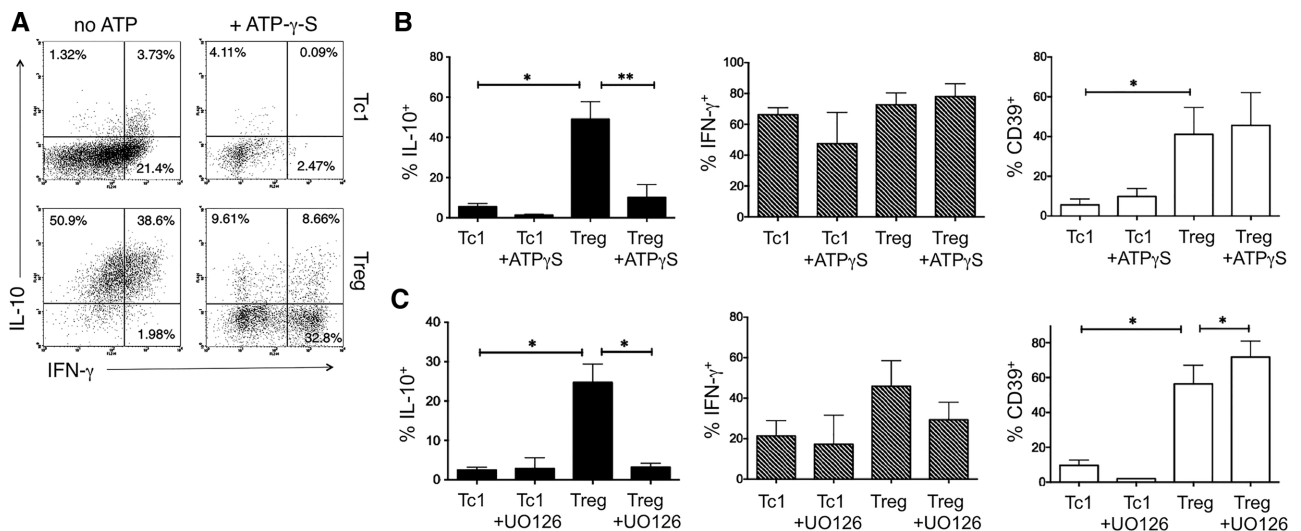 A
no ATP
+ ATP-γ-S
1.32%
3.73%
4.11%
0.09%
21.4%
2.47%
Tc1
50.9%
38.6%
9.61%
8.66%
1.98%
32.8%
Treg
IL-10
IFN-γ
B
% IL-10+
80
60
40
20
0
*
**
Tc1
Tc1
+ATPγS
Treg
Treg
+ATPγS
% IFN-γ+
100
80
60
40
20
0
Tc1
Tc1
+ATPγS
Treg
Treg
+ATPγS
% CD39+
80
60
40
20
0
*
Tc1
Tc1
+ATPγS
Treg
Treg
+ATPγS
C
% IL-10+
40
30
20
10
0
*
*
Tc1
Tc1
+UO126
Treg
Treg
+UO126
% IFN-γ+
80
60
40
20
0
Tc1
Tc1
+UO126
Treg
Treg
+UO126
% CD39+
80
60
40
20
0
*
*
Tc1
Tc1
+UO126
Treg
Treg
+UO126